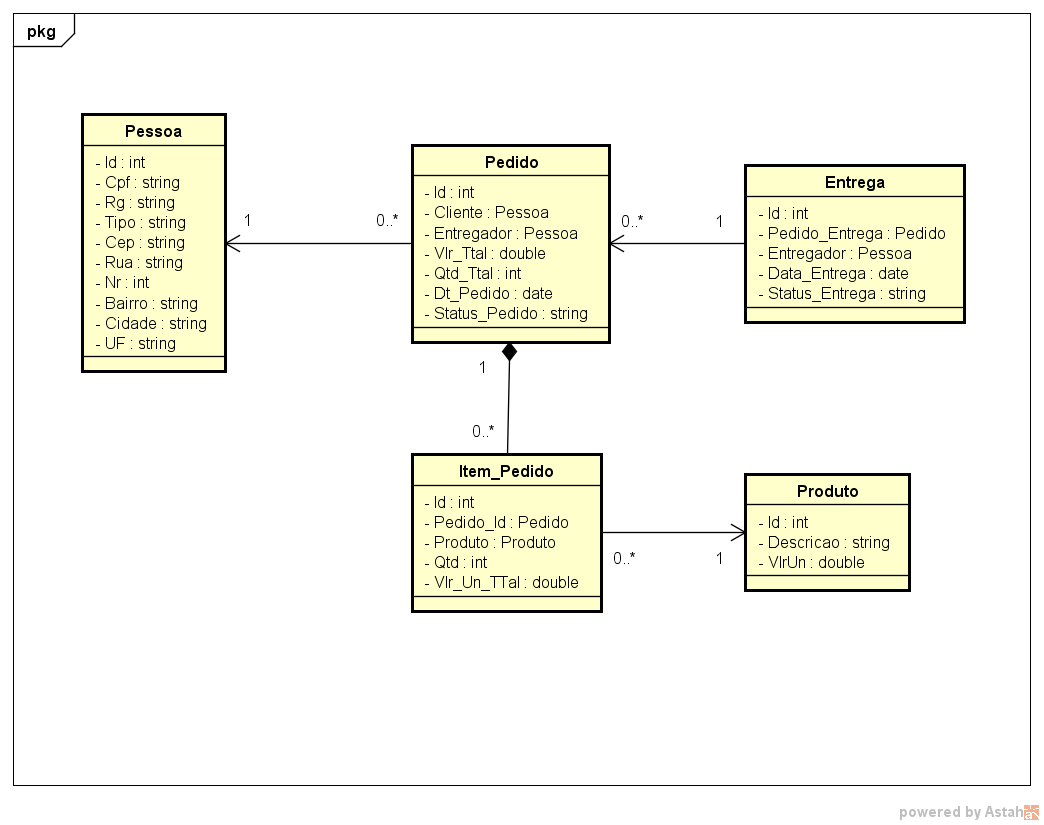 pkg
Pessoa
- Id : int
- Cpf : string
- Rg : string
- Tipo : string
- Cep : string
- Rua : string
- Nr : int
- Bairro : string
- Cidade : string
- UF : string
1
0..*
Pedido
- Id : int
- Cliente : Pessoa
- Entregador : Pessoa
- Vlr_Ttal : double
- Qtd_Ttal : int
- Dt_Pedido : date
- Status_Pedido : string
0..*
1
Entrega
- Id : int
- Pedido_Entrega : Pedido
- Entregador : Pessoa
- Data_Entrega : date
- Status_Entrega : string
1
0..*
Item_Pedido
- Id : int
- Pedido_Id : Pedido
- Produto : Produto
- Qtd : int
- Vlr_Un_TTal : double
0..*
1
Produto
- Id : int
- Descricao : string
- VlrUn : double
powered by Astah